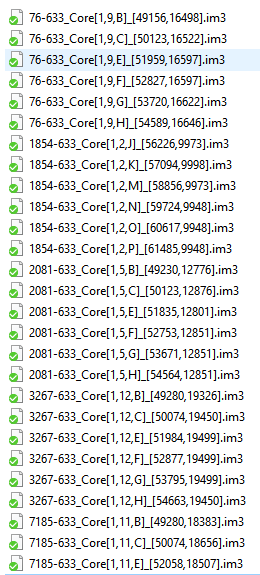 76-633_Core[1,9,B]_[49156,16498].im3
76-633_Core[1,9,C]_[50123,16522].im3
76-633_Core[1,9,E]_[51959,16597].im3
76-633_Core[1,9,F]_[52827,16597].im3
76-633_Core[1,9,G]_[53720,16622].im3
76-633_Core[1,9,H]_[54589,16646].im3
1854-633_Core[1,2,J]_[56226,9973].im3
1854-633_Core[1,2,K]_[57094,9998].im3
1854-633_Core[1,2,M]_[58856,9973].im3
1854-633_Core[1,2,N]_[59724,9948].im3
1854-633_Core[1,2,O]_[60617,9948].im3
1854-633_Core[1,2,P]_[61485,9948].im3
2081-633_Core[1,5,B]_[49230,12776].im3
2081-633_Core[1,5,C]_[50123,12876].im3
2081-633_Core[1,5,E]_[51835,12801].im3
2081-633_Core[1,5,F]_[52753,12851].im3
2081-633_Core[1,5,G]_[53671,12851].im3
2081-633_Core[1,5,H]_[54564,12851].im3
3267-633_Core[1,12,B]_[49280,19326].im3
3267-633_Core[1,12,C]_[50074,19450].im3
3267-633_Core[1,12,E]_[51984,19499].im3
3267-633_Core[1,12,F]_[52877,19499].im3
3267-633_Core[1,12,G]_[53795,19499].im3
3267-633_Core[1,12,H]_[54663,19450].im3
7185-633_Core[1,11,B]_[49280,18383].im3
7185-633_Core[1,11,C]_[50074,18656].im3
7185-633_Core[1,11,E]_[52058,18507].im3